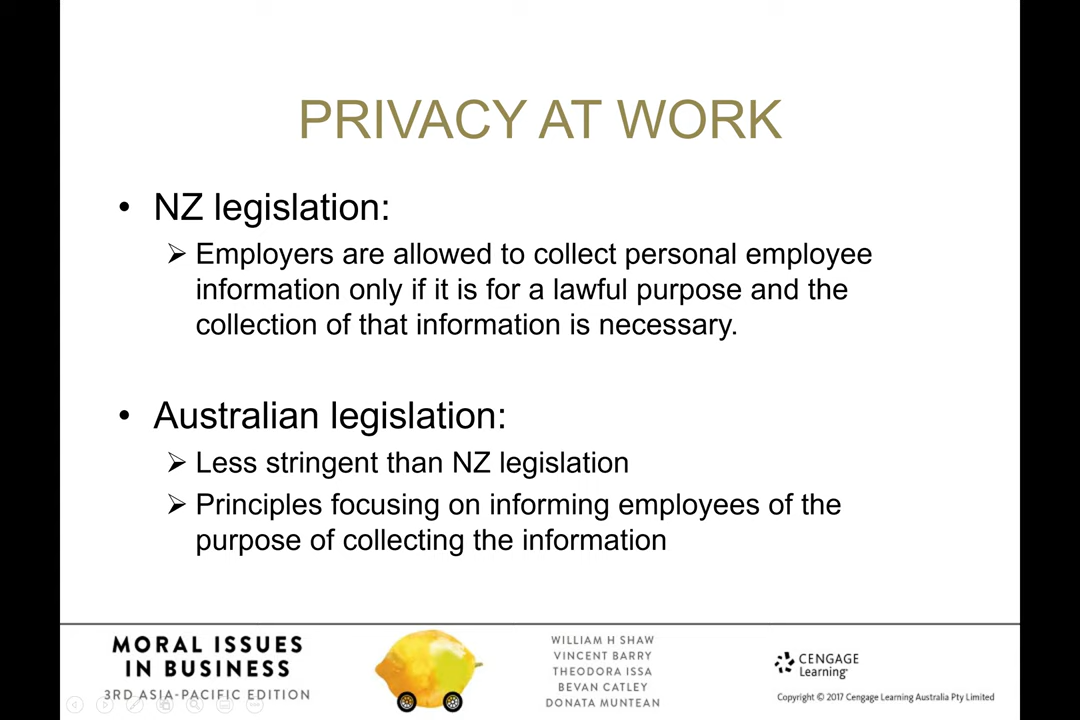 PRIVACY AT WORK
• NZ legislation:
➢ Employers are allowed to collect personal employee
information only if it is for a lawful purpose and the
collection of that information is necessary.
• Australian legislation:
➢ Less stringent than NZ legislation
➢ Principles focusing on informing employees of the
purpose of collecting the information
MORAL ISSUES
IN BUSINESS
3RD ASIA-PACIFIC EDITION
WILLIAM H SHAW
VINCENT BARRY
THEODORA ISSA
BEVAN CATLEY
DONATA MUNTEAN
CENGAGE
Learning
Copyright © 2017 Cengage Learning Australia Pty Limited